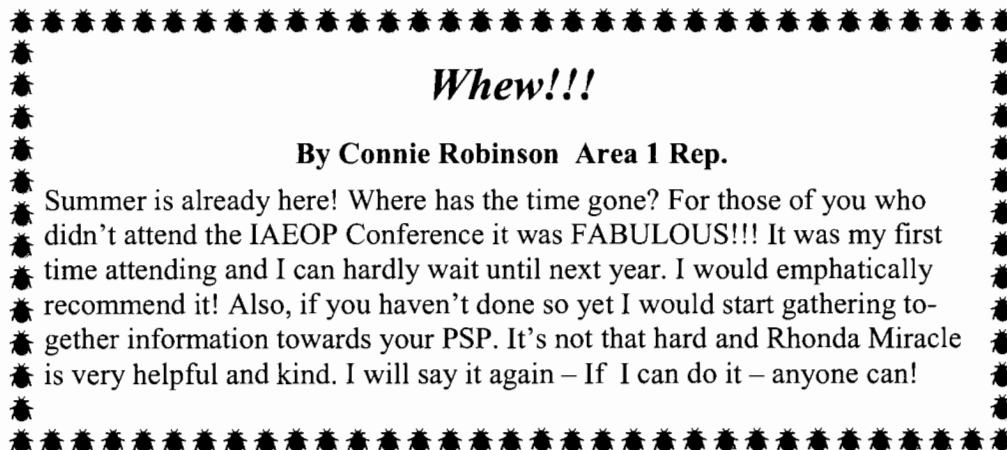 Whew!!!
By Connie Robinson  Area 1 Rep.
Summer is already here! Where has the time gone? For those of you who
didn't attend the IAEOP Conference it was FABULOUS!!! It was my first
time attending and I can hardly wait until next year. I would emphatically
recommend it! Also, if you haven't done so yet I would start gathering to-
gether information towards your PSP. It's not that hard and Rhonda Miracle
is very helpful and kind. I will say it again – If  I can do it – anyone can!